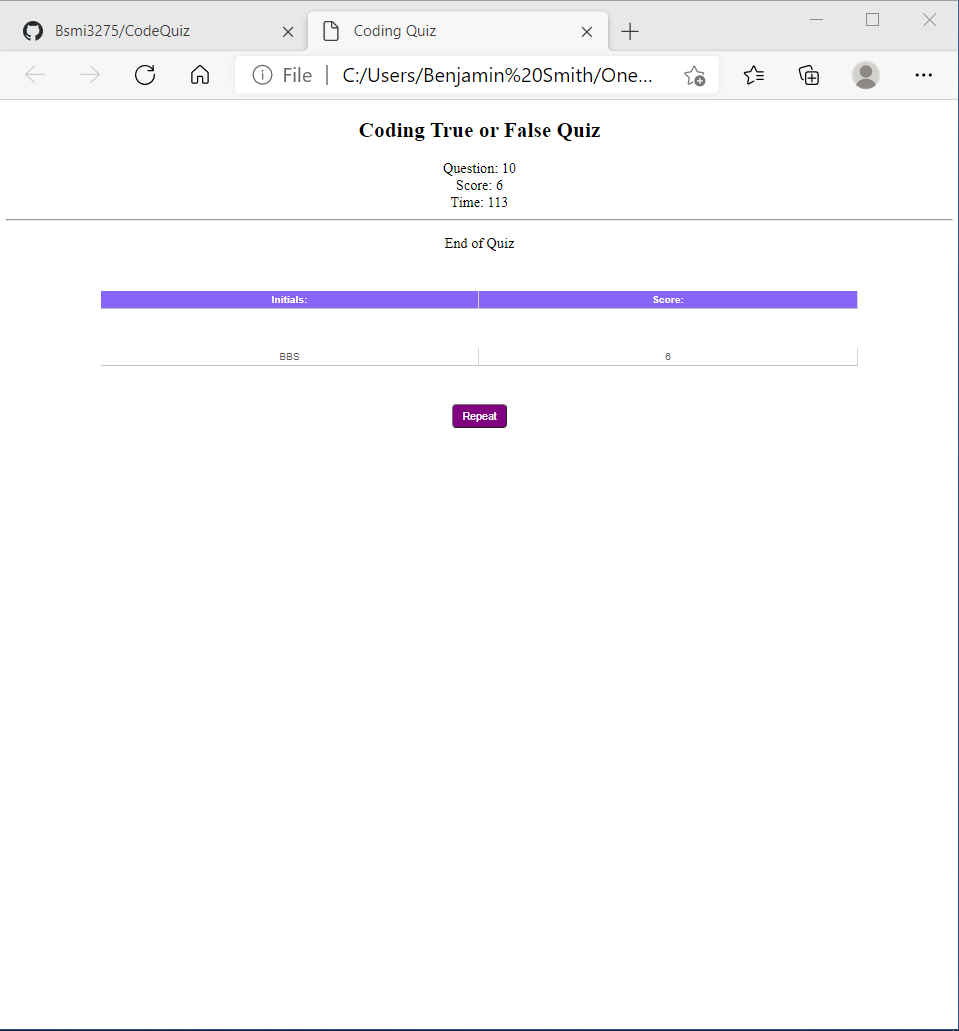 Bsmi3275/CodeQuiz
Coding Quiz
File | C:/Users/Benjamin%20Smith/One...
Coding True or False Quiz
Question: 10
Score: 6
Time: 113
End of Quiz
Initials: Score:
BBS 6
Repeat